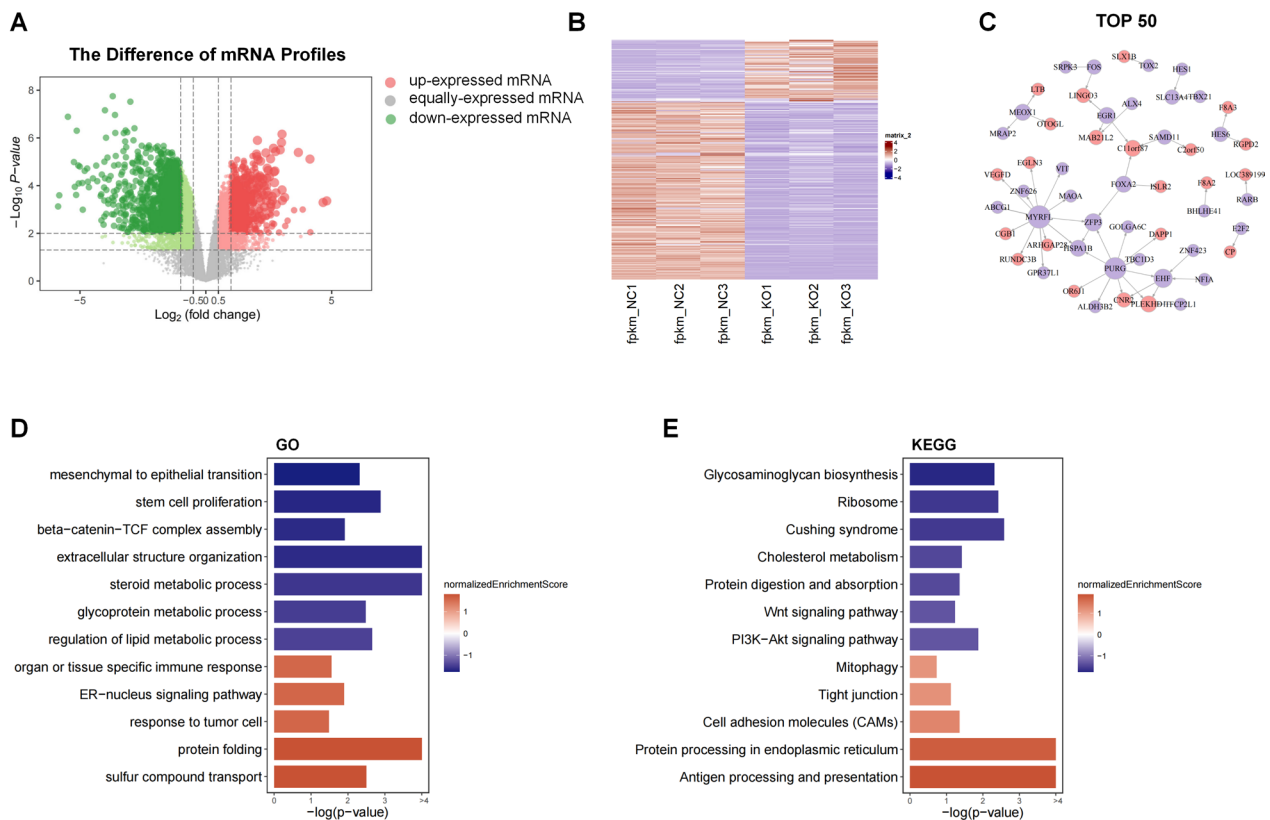 A
The Difference of mRNA Profiles
up-expressed mRNA
equally-expressed mRNA
down-expressed mRNA
−Log10 P-value
8
6
4
2
0
−5
−0.50
0.5
5
Log2 (fold change)
B
matrix_2
4
2
0
−2
−4
fpkm_NC1
fpkm_NC2
fpkm_NC3
fpkm_KO1
fpkm_KO2
fpkm_KO3
C
TOP 50
SLX1B
SRPK3
FOS
TOX2
HES1
LTB
LINGO3
SLC13A4
TBX21
ALX4
MEOX1
EGR1
F8A3
OTOGL
MRAP2
MAB21L2
SAMD11
HES6
C11orf87
C2orf50
RGPD2
EGLN3
VIT
VEGFD
FOXA2
ISLR2
F8A2
LOC389199
ZNF626
MAOA
RARB
ABCG1
BHLHE41
MYRFL
ZFP3
GOLGA6C
E2F2
CGB1
DAPP1
ARHGAP28
HSPA1B
ZNF423
CP
RUNDC3B
TBC1D3
GPR37L1
PURG
EHF
NFIA
OR6J1
CNR2
ALDH3B2
TFCP2L1
D
GO
mesenchymal to epithelial transition
stem cell proliferation
beta−catenin−TCF complex assembly
extracellular structure organization
steroid metabolic process
glycoprotein metabolic process
regulation of lipid metabolic process
organ or tissue specific immune response
ER−nucleus signaling pathway
response to tumor cell
protein folding
sulfur compound transport
0
1
2
3
>4
−log(p−value)
normalizedEnrichmentScore
1
0
−1
E
KEGG
Glycosaminoglycan biosynthesis
Ribosome
Cushing syndrome
Cholesterol metabolism
Protein digestion and absorption
Wnt signaling pathway
PI3K−Akt signaling pathway
Mitophagy
Tight junction
Cell adhesion molecules (CAMs)
Protein processing in endoplasmic reticulum
Antigen processing and presentation
0
1
2
3
>4
−log(p−value)
normalizedEnrichmentScore
1
0
−1